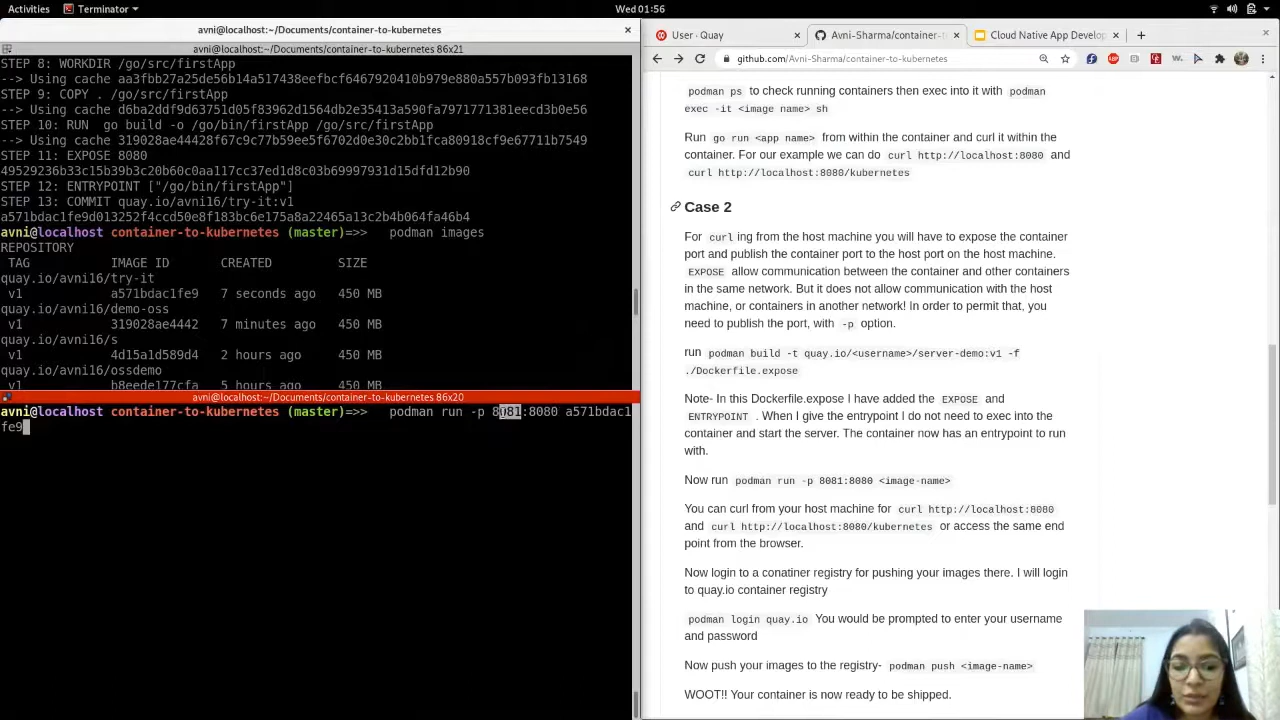 Activities
Terminator
Wed 01:56
avni@localhost:~/Documents/container-to-kubernetes
avni@localhost:~/Documents/container-to-kubernetes 86x21
STEP 8: WORKDIR /go/src/firstApp
--> Using cache aa3fbb27a25de56b14a517438eefbcf6467920410b979e880a557b093fb13168
STEP 9: COPY . /go/src/firstApp
--> Using cache d6ba2ddf9d63751d05f83962d1564db2e35413a590fa7971771381eecd3b0e56
STEP 10: RUN  go build -o /go/bin/firstApp /go/src/firstApp
--> Using cache 319028ae44428f67c9c77b59ee5f6702d0e30c2bb1fca80918cf9e67711b7549
STEP 11: EXPOSE 8080
49529236b33c15b39b3c20b60c0aa117cc37ed1d8c03b69997931d15dfd12b90
STEP 12: ENTRYPOINT ["/go/bin/firstApp"]
STEP 13: COMMIT quay.io/avni16/try-it:v1
a571bdac1fe9d013252f4ccd50e8f183bc6e175a8a22465a13c2b4b064fa46b4
avni@localhost container-to-kubernetes (master)=>>   podman images
REPOSITORY
TAG         IMAGE ID      CREATED        SIZE
quay.io/avni16/try-it
v1         a571bdac1fe9   7 seconds ago   450 MB
quay.io/avni16/demo-oss
v1         319028ae4442   7 minutes ago   450 MB
quay.io/avni16/s
v1         4d15a1d589d4   2 hours ago     450 MB
quay.io/avni16/ossdemo
v1         b8eede177cfa   5 hours ago     450 MB
avni@localhost:~/Documents/container-to-kubernetes 86x20
avni@localhost container-to-kubernetes (master)=>>   podman run -p 8081:8080 a571bdac1
fe9
User · Quay
Avni-Sharma/container-
Cloud Native App Develo
github.com/Avni-Sharma/container-to-kubernetes
podman ps to check running containers then exec into it with podman
exec -it <image name> sh
Run go run <app name> from within the container and curl it within the
container. For our example we can do curl http://localhost:8080 and
curl http://localhost:8080/kubernetes
Case 2
For curl ing from the host machine you will have to expose the container
port and publish the container port to the host port on the host machine.
EXPOSE allow communication between the container and other containers
in the same network. But it does not allow communication with the host
machine, or containers in another network! In order to permit that, you
need to publish the port, with -p option.
run podman build -t quay.io/<username>/server-demo:v1 -f
./Dockerfile.expose
Note- In this Dockerfile.expose I have added the EXPOSE and
ENTRYPOINT . When I give the entrypoint I do not need to exec into the
container and start the server. The container now has an entrypoint to run
with.
Now run podman run -p 8081:8080 <image-name>
You can curl from your host machine for curl http://localhost:8080
and curl http://localhost:8080/kubernetes or access the same end
point from the browser.
Now login to a conatiner registry for pushing your images there. I will login
to quay.io container registry
podman login quay.io You would be prompted to enter your username
and password
Now push your images to the registry- podman push <image-name>
WOOT!! Your container is now ready to be shipped.